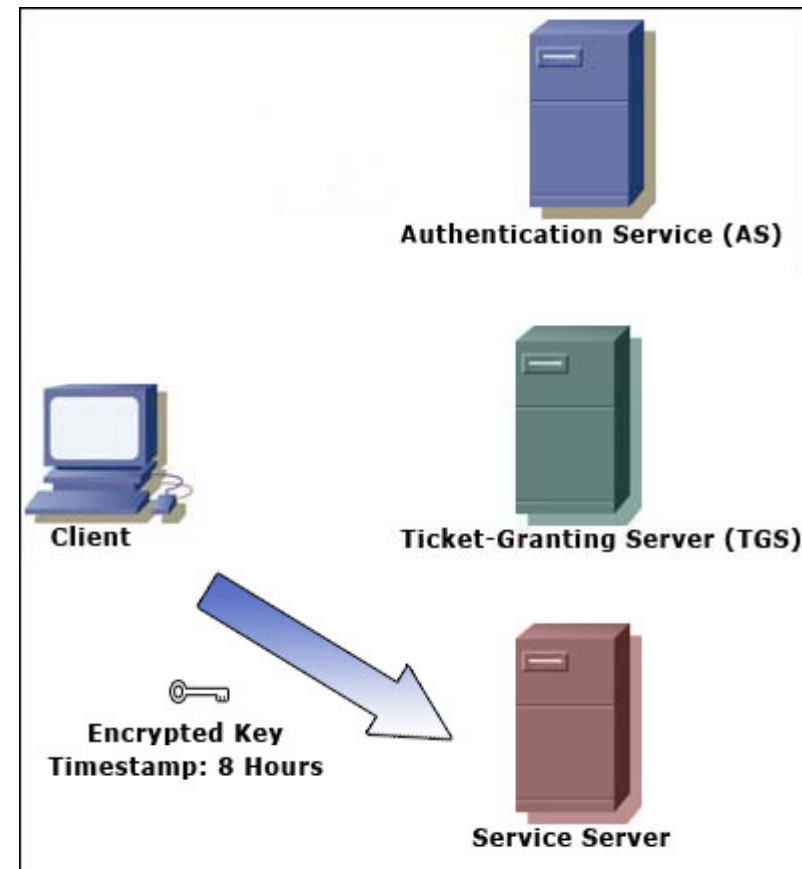 Authentication Service (AS)
Client
Ticket-Granting Server (TGS)
Encrypted Key
Timestamp: 8 Hours
Service Server